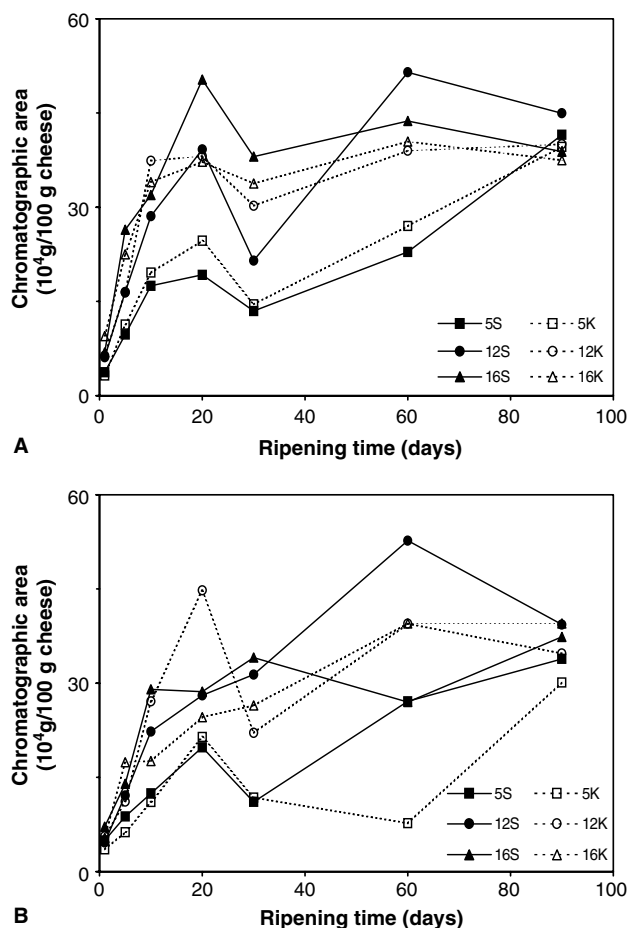 60
30
0
Chromatographic area
(10⁴g/100 g cheese)
5S 5K
12S 12K
16S 16K
0 20 40 60 80 100
A Ripening time (days)
60
30
0
Chromatographic area
(10⁴g/100 g cheese)
5S 5K
12S 12K
16S 16K
0 20 40 60 80 100
B Ripening time (days)